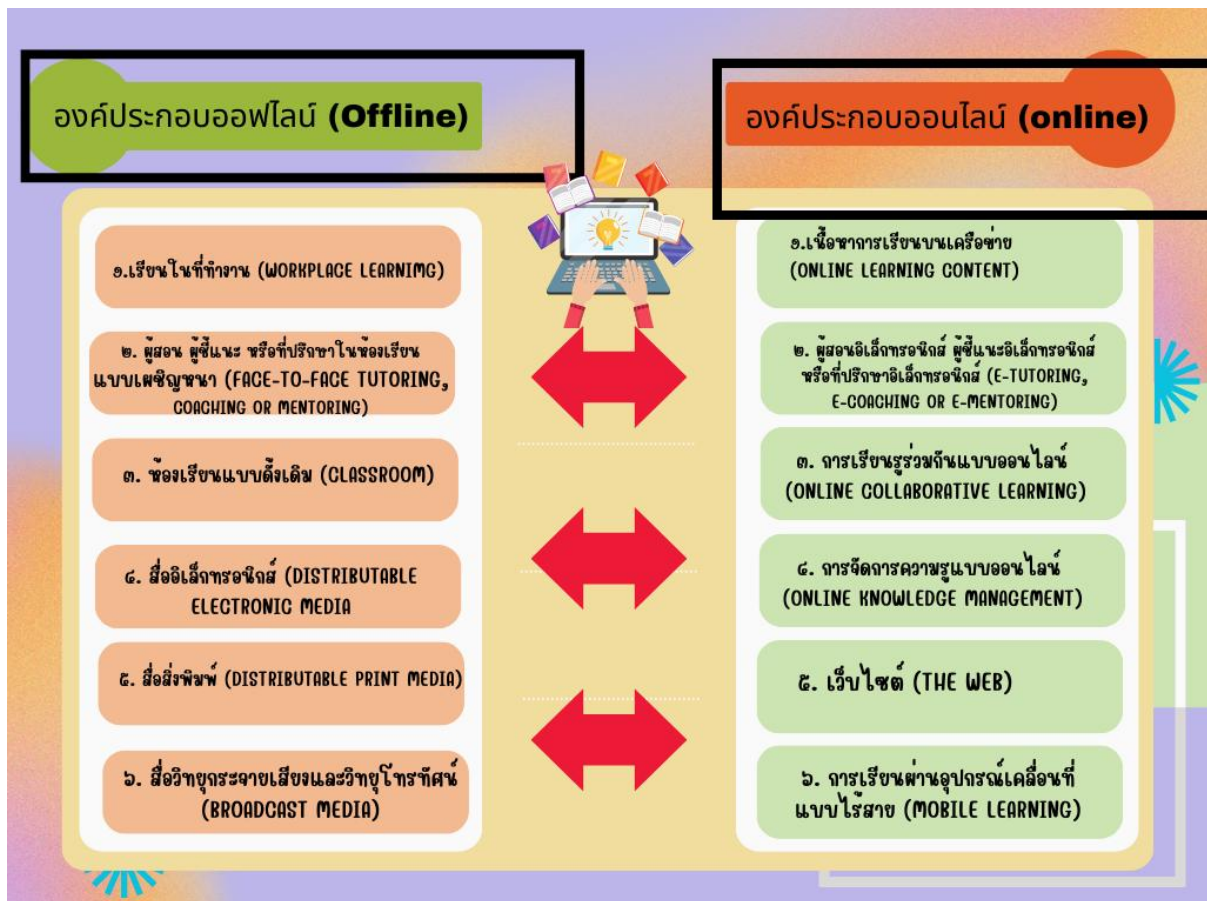 องค์ประกอบออฟไลน์ (Offline)
๑.เรียนในที่ทำงาน (WORKPLACE LEARNIMG)
๒. ผู้สอน ผู้ชี้แนะ หรือที่ปรึกษาในห้องเรียน
แบบเผชิญหน้า (FACE-TO-FACE TUTORING,
COACHING OR MENTORING)
๓. ห้องเรียนแบบดั้งเดิม (CLASSROOM)
๔. สื่ออิเล็กทรอนิกส์ (DISTRIBUTABLE
ELECTRONIC MEDIA
๕. สื่อสิ่งพิมพ์ (DISTRIBUTABLE PRINT MEDIA)
๖. สื่อวิทยุกระจายเสียงและวิทยุโทรทัศน์
(BROADCAST MEDIA)
องค์ประกอบออนไลน์ (online)
๑.เนื้อหาการเรียนบนเครือข่าย
(ONLINE LEARNING CONTENT)
๒. ผู้สอนอิเล็กทรอนิกส์ ผู้ชี้แนะอิเล็กทรอนิกส์
หรือที่ปรึกษาอิเล็กทรอนิกส์ (E-TUTORING,
E-COACHING OR E-MENTORING)
๓. การเรียนรู้ร่วมกันแบบออนไลน์
(ONLINE COLLABORATIVE LEARNING)
๔. การจัดการความรู้แบบออนไลน์
(ONLINE KNOWLEDGE MANAGEMENT)
๕. เว็บไซต์ (THE WEB)
๖. การเรียนผ่านอุปกรณ์เคลื่อนที่
แบบไร้สาย (MOBILE LEARNING)